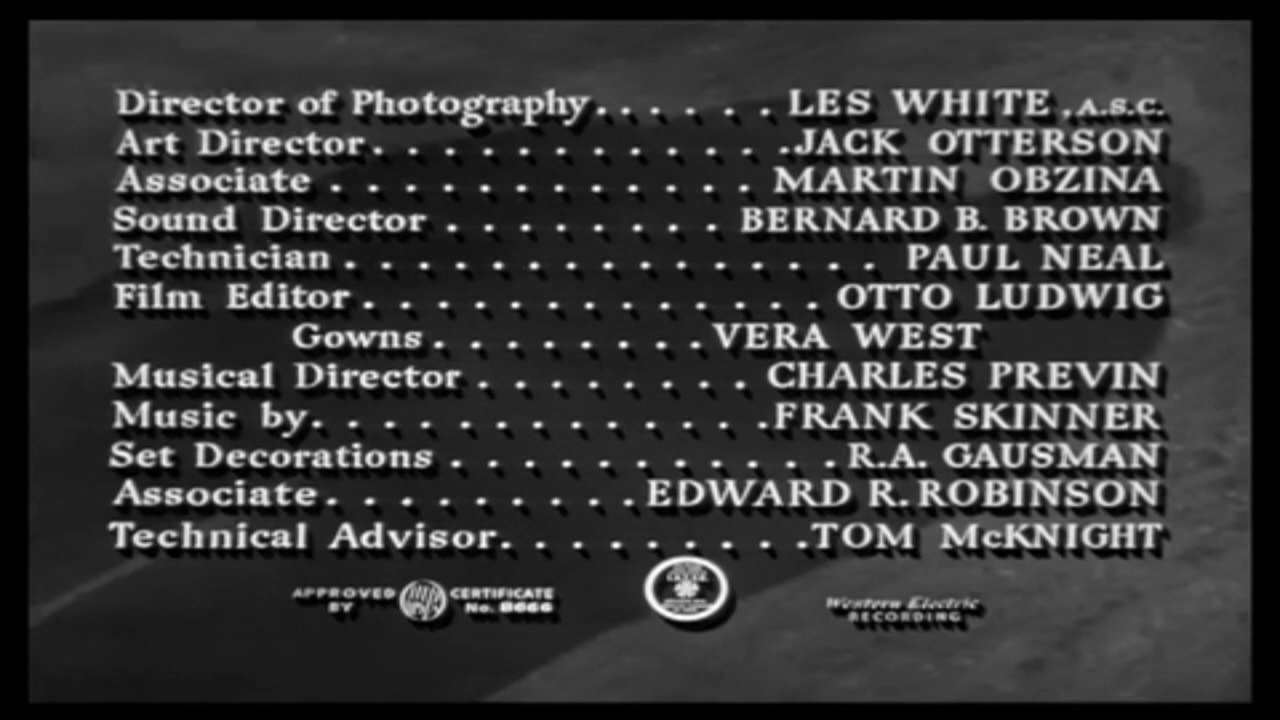 Director of Photography. . . . . . LES WHITE, A.S.C.
Art Director. . . . . . . . . . . . . . .JACK OTTERSON
Associate . . . . . . . . . . . . . . . MARTIN OBZINA
Sound Director . . . . . . . . . BERNARD B. BROWN
Technician . . . . . . . . . . . . . . . . . . . PAUL NEAL
Film Editor . . . . . . . . . . . . . . . . OTTO LUDWIG
Gowns . . . . . . . . . .VERA WEST
Musical Director . . . . . . . . . CHARLES PREVIN
Music by. . . . . . . . . . . . . . . . .FRANK SKINNER
Set Decorations . . . . . . . . . . . . . R.A. GAUSMAN
Associate . . . . . . . . . . .EDWARD R. ROBINSON
Technical Advisor. . . . . . . . . . .TOM McKNIGHT
APPROVED BY
CERTIFICATE No. 8666
Western Electric
RECORDING